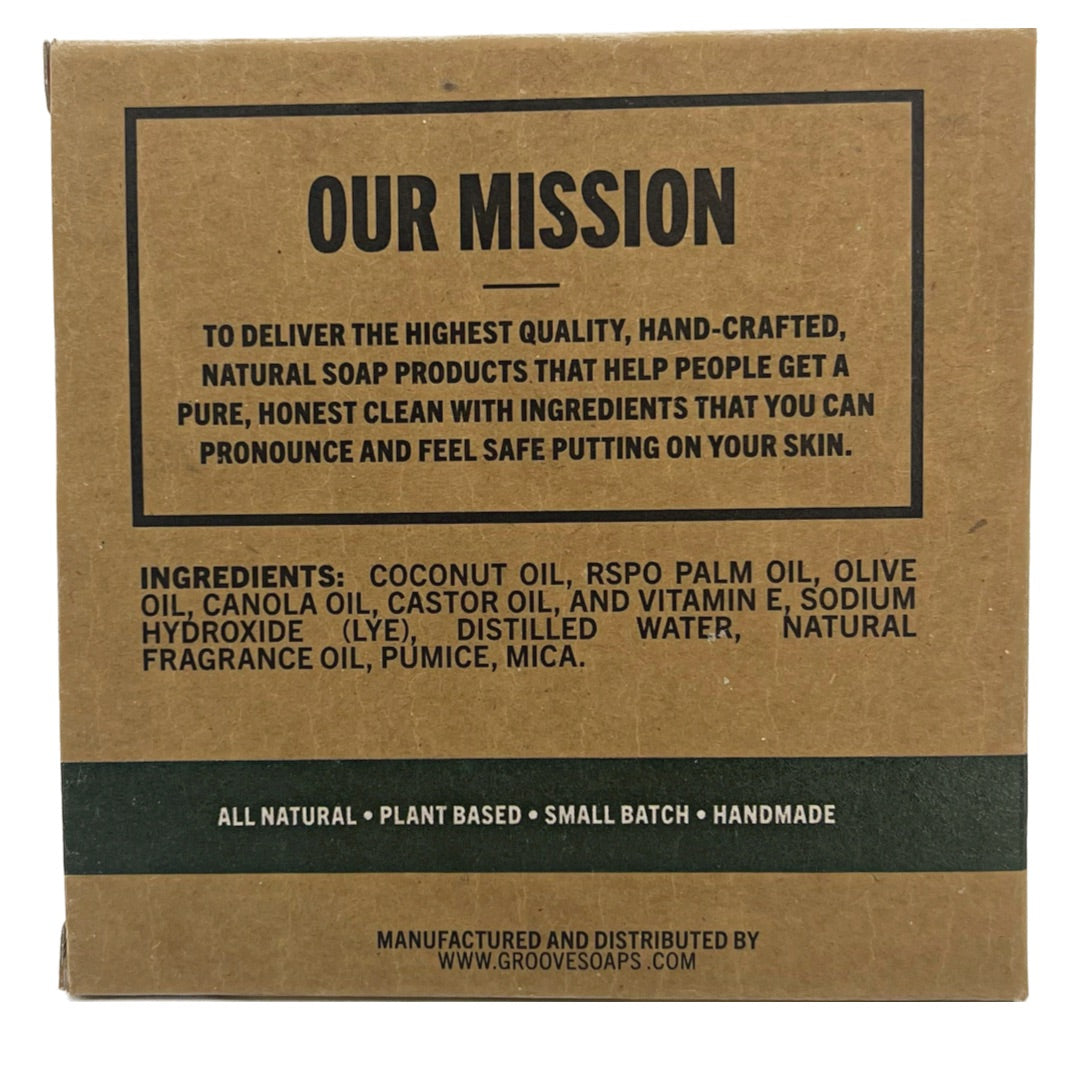 OUR MISSION
TO DELIVER THE HIGHEST QUALITY, HAND-CRAFTED,
NATURAL SOAP PRODUCTS THAT HELP PEOPLE GET A
PURE, HONEST CLEAN WITH INGREDIENTS THAT YOU CAN
PRONOUNCE AND FEEL SAFE PUTTING ON YOUR SKIN.
INGREDIENTS: COCONUT OIL, RSPO PALM OIL, OLIVE
OIL, CANOLA OIL, CASTOR OIL, AND VITAMIN E, SODIUM
HYDROXIDE (LYE), DISTILLED WATER, NATURAL
FRAGRANCE OIL, PUMICE, MICA.
ALL NATURAL • PLANT BASED • SMALL BATCH • HANDMADE
MANUFACTURED AND DISTRIBUTED BY
WWW.GROOVESOAPS .COM